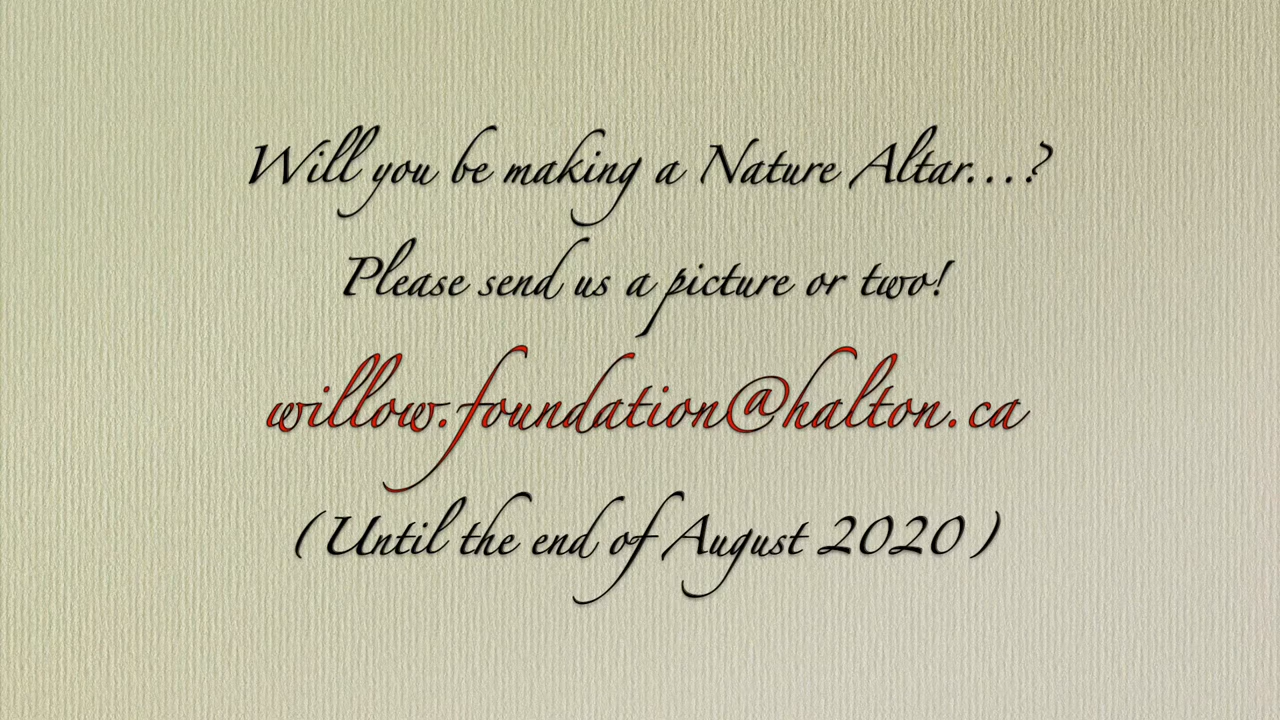 Will you be making a Nature Altar...?
Please send us a picture or two!
willow.foundation@halton.ca
(Until the end of August 2020)